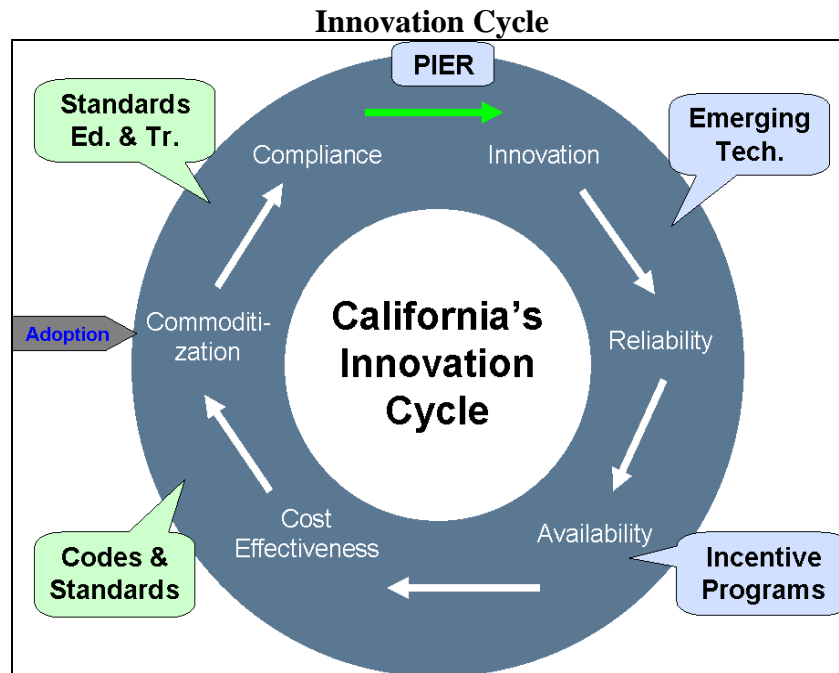 Innovation Cycle
PIER
Standards
Ed. & Tr.
Emerging
Tech.
Compliance
Innovation
Adoption
Commoditi-
zation
California's
Innovation
Cycle
Reliability
Cost
Effectiveness
Availability
Codes &
Standards
Incentive
Programs